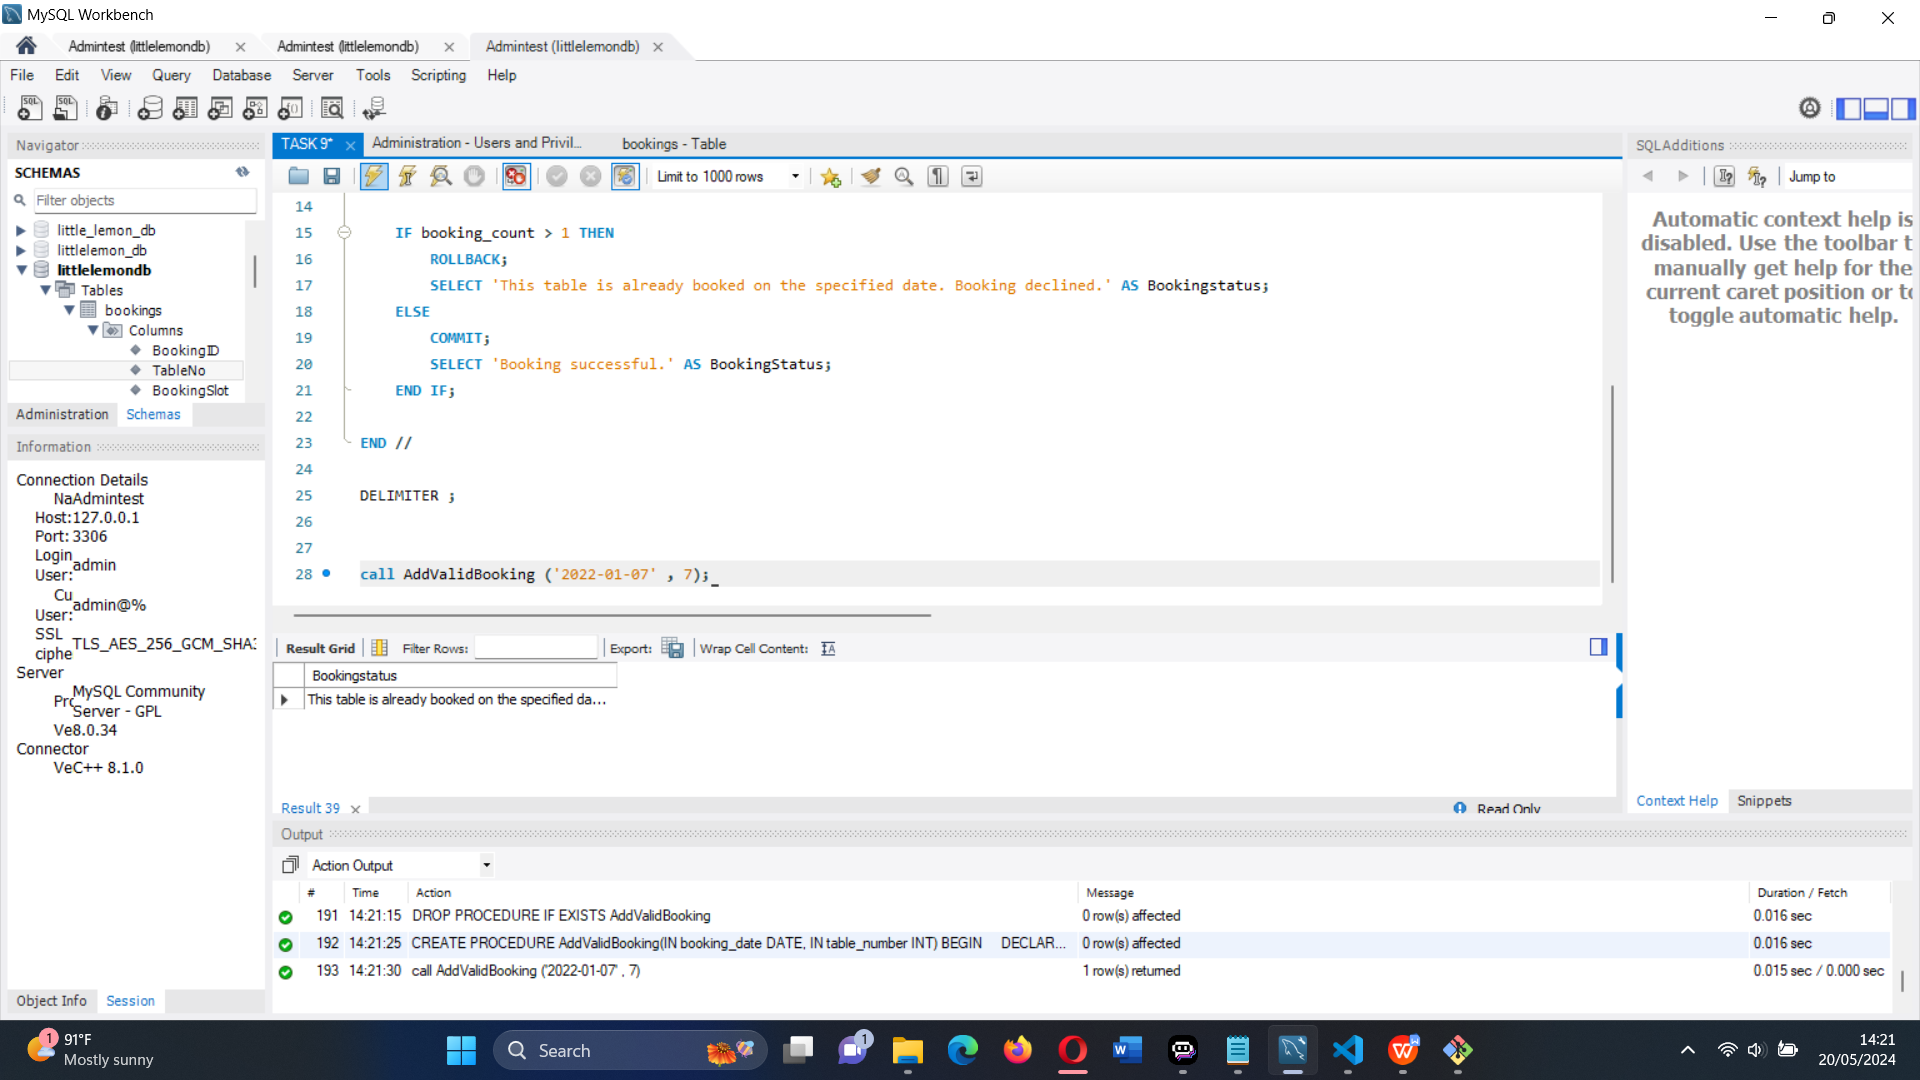 MySQL Workbench
Admintest (littlelemondb)
Admintest (littlelemondb)
Admintest (littlelemondb)
File Edit View Query Database Server Tools Scripting Help
Navigator
SCHEMAS
Filter objects
little_lemon_db
littlelemon_db
littlelemondb
Tables
bookings
Columns
BookingID
TableNo
BookingSlot
Administration Schemas
Information
Connection Details
NaAdmintest
Host:127.0.0.1
Port: 3306
Login
User: admin
Cu
User: admin@%
SSL
ciphe TLS_AES_256_GCM_SHA3
Server
Prc MySQL Community
Server - GPL
Ve8.0.34
Connector
VeC++ 8.1.0
Object Info Session
TASK 9* Administration - Users and Privil... bookings - Table
Limit to 1000 rows
14
15 IF booking_count > 1 THEN
16 ROLLBACK;
17 SELECT 'This table is already booked on the specified date. Booking declined.' AS Bookingstatus;
18 ELSE
19 COMMIT;
20 SELECT 'Booking successful.' AS BookingStatus;
21 END IF;
22
23 END //
24
25 DELIMITER ;
26
27
28 call AddValidBooking ('2022-01-07' , 7);
Result Grid Filter Rows: Export: Wrap Cell Content:
Bookingstatus
This table is already booked on the specified da...
Result 39 Read Only
SQLAdditions
Jump to
Automatic context help is
disabled. Use the toolbar t
manually get help for the
current caret position or to
toggle automatic help.
Context Help Snippets
Output
Action Output
# Time Action Message Duration / Fetch
191 14:21:15 DROP PROCEDURE IF EXISTS AddValidBooking 0 row(s) affected 0.016 sec
192 14:21:25 CREATE PROCEDURE AddValidBooking(IN booking_date DATE, IN table_number INT) BEGIN DECLAR... 0 row(s) affected 0.016 sec
193 14:21:30 call AddValidBooking ('2022-01-07' , 7) 1 row(s) returned 0.015 sec / 0.000 sec
1
91°F
Mostly sunny
Search
1
14:21
20/05/2024